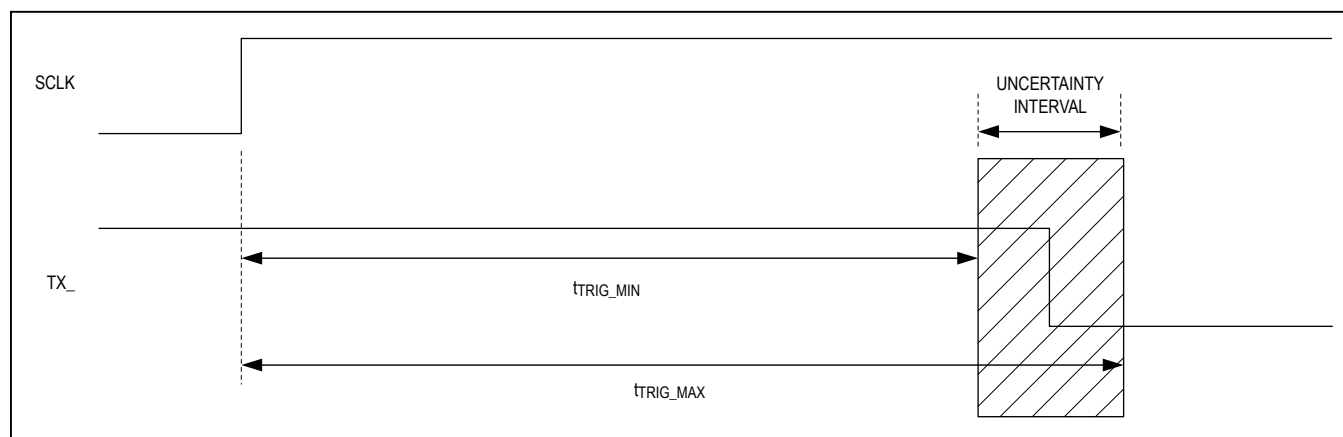 SCLK
UNCERTAINTY
INTERVAL
TX_
tTRIG_MIN
tTRIG_MAX